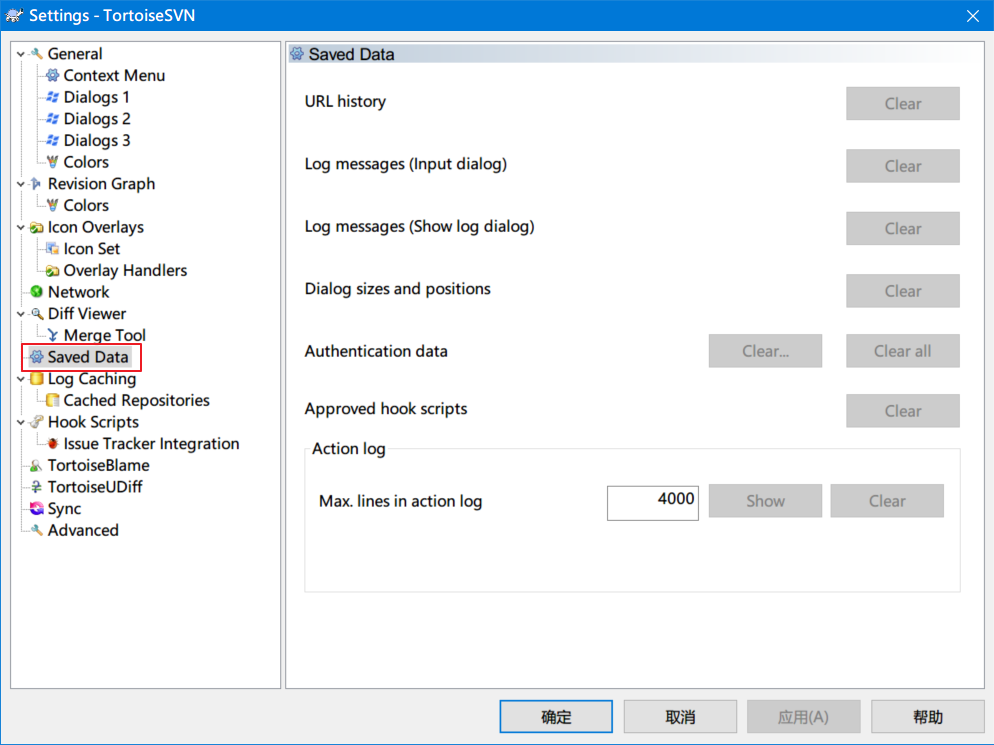 Settings - TortoiseSVN
General
Context Menu
Dialogs 1
Dialogs 2
Dialogs 3
Colors
Revision Graph
Colors
Icon Overlays
Icon Set
Overlay Handlers
Network
Diff Viewer
Merge Tool
Saved Data
Log Caching
Cached Repositories
Hook Scripts
Issue Tracker Integration
TortoiseBlame
TortoiseUDiff
Sync
Advanced
Saved Data
URL history Clear
Log messages (Input dialog) Clear
Log messages (Show log dialog) Clear
Dialog sizes and positions Clear
Authentication data Clear... Clear all
Approved hook scripts Clear
Action log
Max. lines in action log 4000 Show Clear
确定 取消 应用(A) 帮助